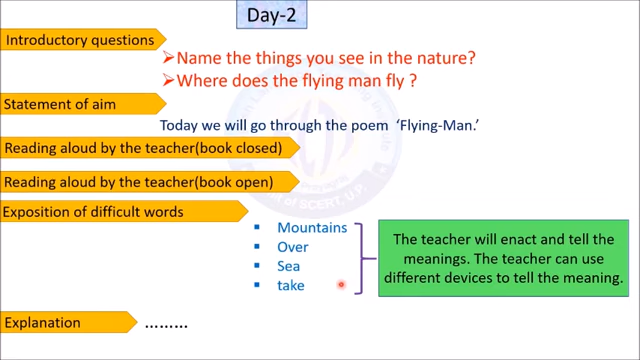 Day-2
Introductory questions
➢Name the things you see in the nature?
➢Where does the flying man fly ?
Statement of aim
Today we will go through the poem ‘Flying-Man.’
Reading aloud by the teacher(book closed)
Reading aloud by the teacher(book open)
Exposition of difficult words
▪ Mountains
▪ Over
▪ Sea
▪ take
The teacher will enact and tell the
meanings. The teacher can use
different devices to tell the meaning.
Explanation
.........